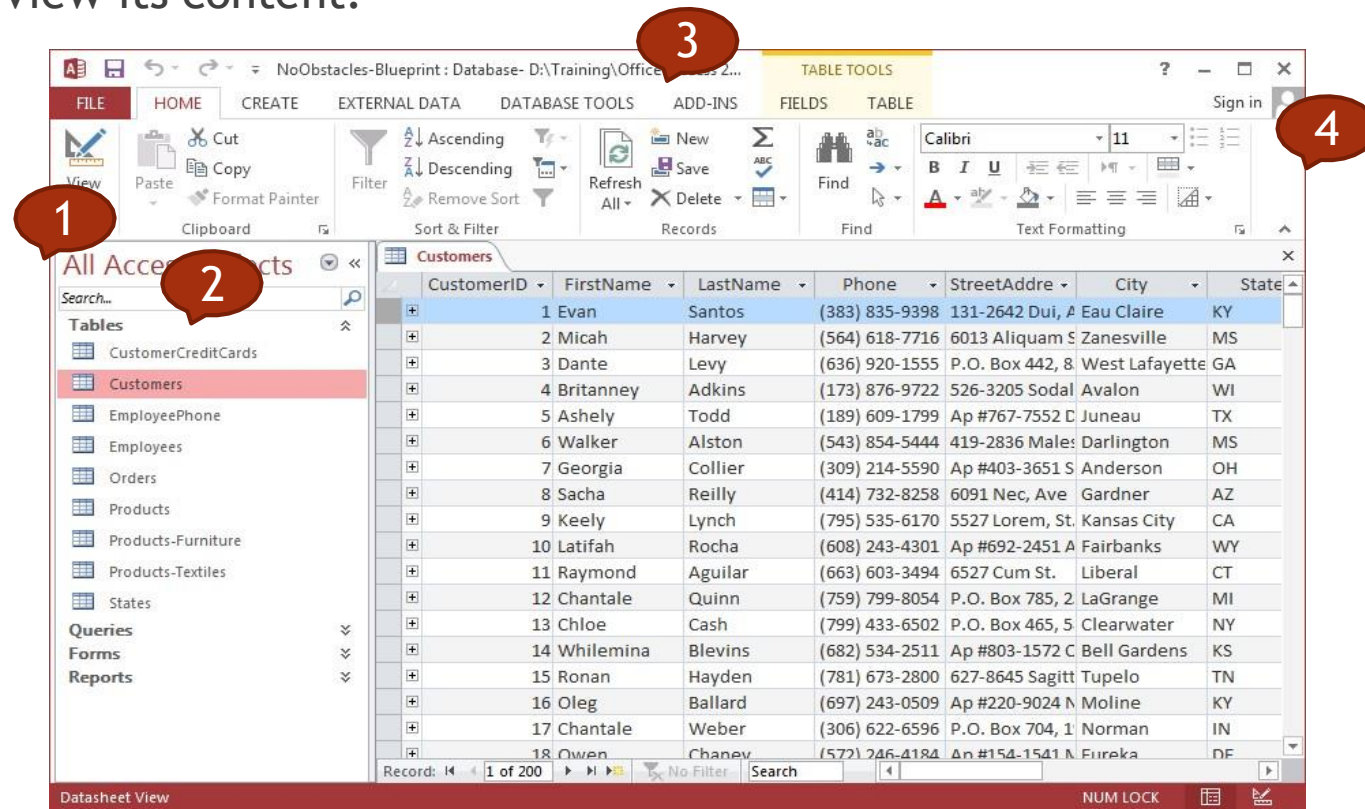 view its content.
3
NoObstacles-Blueprint : Database- D:\Training\Office 2... TABLE TOOLS ?
FILE HOME CREATE EXTERNAL DATA DATABASE TOOLS ADD-INS FIELDS TABLE Sign in
4
Cut Ascending New Calibri 11
Copy Descending Save B I U
View Paste Format Painter Filter Remove Sort Refresh All Delete Find
1
Clipboard Sort & Filter Records Find Text Formatting
All Access
2
Customers
Search...
CustomerID FirstName LastName Phone StreetAddre City State
Tables
CustomerCreditCards
Customers
EmployeePhone
Employees
Orders
Products
Products-Furniture
Products-Textiles
States
Queries
Forms
Reports
1 Evan Santos (383) 835-9398 131-2642 Dui, A Eau Claire KY
2 Micah Harvey (564) 618-7716 6013 Aliquam S Zanesville MS
3 Dante Levy (636) 920-1555 P.O. Box 442, 8 West Lafayette GA
4 Britanney Adkins (173) 876-9722 526-3205 Sodal Avalon WI
5 Ashely Todd (189) 609-1799 Ap #767-7552 D Juneau TX
6 Walker Alston (543) 854-5444 419-2836 Males Darlington MS
7 Georgia Collier (309) 214-5590 Ap #403-3651 S Anderson OH
8 Sacha Reilly (414) 732-8258 6091 Nec, Ave Gardner AZ
9 Keely Lynch (795) 535-6170 5527 Lorem, St. Kansas City CA
10 Latifah Rocha (608) 243-4301 Ap #692-2451 A Fairbanks WY
11 Raymond Aguilar (663) 603-3494 6527 Cum St. Liberal CT
12 Chantale Quinn (759) 799-8054 P.O. Box 785, 2 LaGrange MI
13 Chloe Cash (799) 433-6502 P.O. Box 465, 5 Clearwater NY
14 Whilemina Blevins (682) 534-2511 Ap #803-1572 C Bell Gardens KS
15 Ronan Hayden (781) 673-2800 627-8645 Sagitt Tupelo TN
16 Oleg Ballard (697) 243-0509 Ap #220-9024 N Moline KY
17 Chantale Weber (306) 622-6596 P.O. Box 704, 1 Norman IN
18 Owen Chaney (572) 246-4184 Ap #154-1541 N Eureka DE
Record: 1 of 200 No Filter Search
Datasheet View NUM LOCK